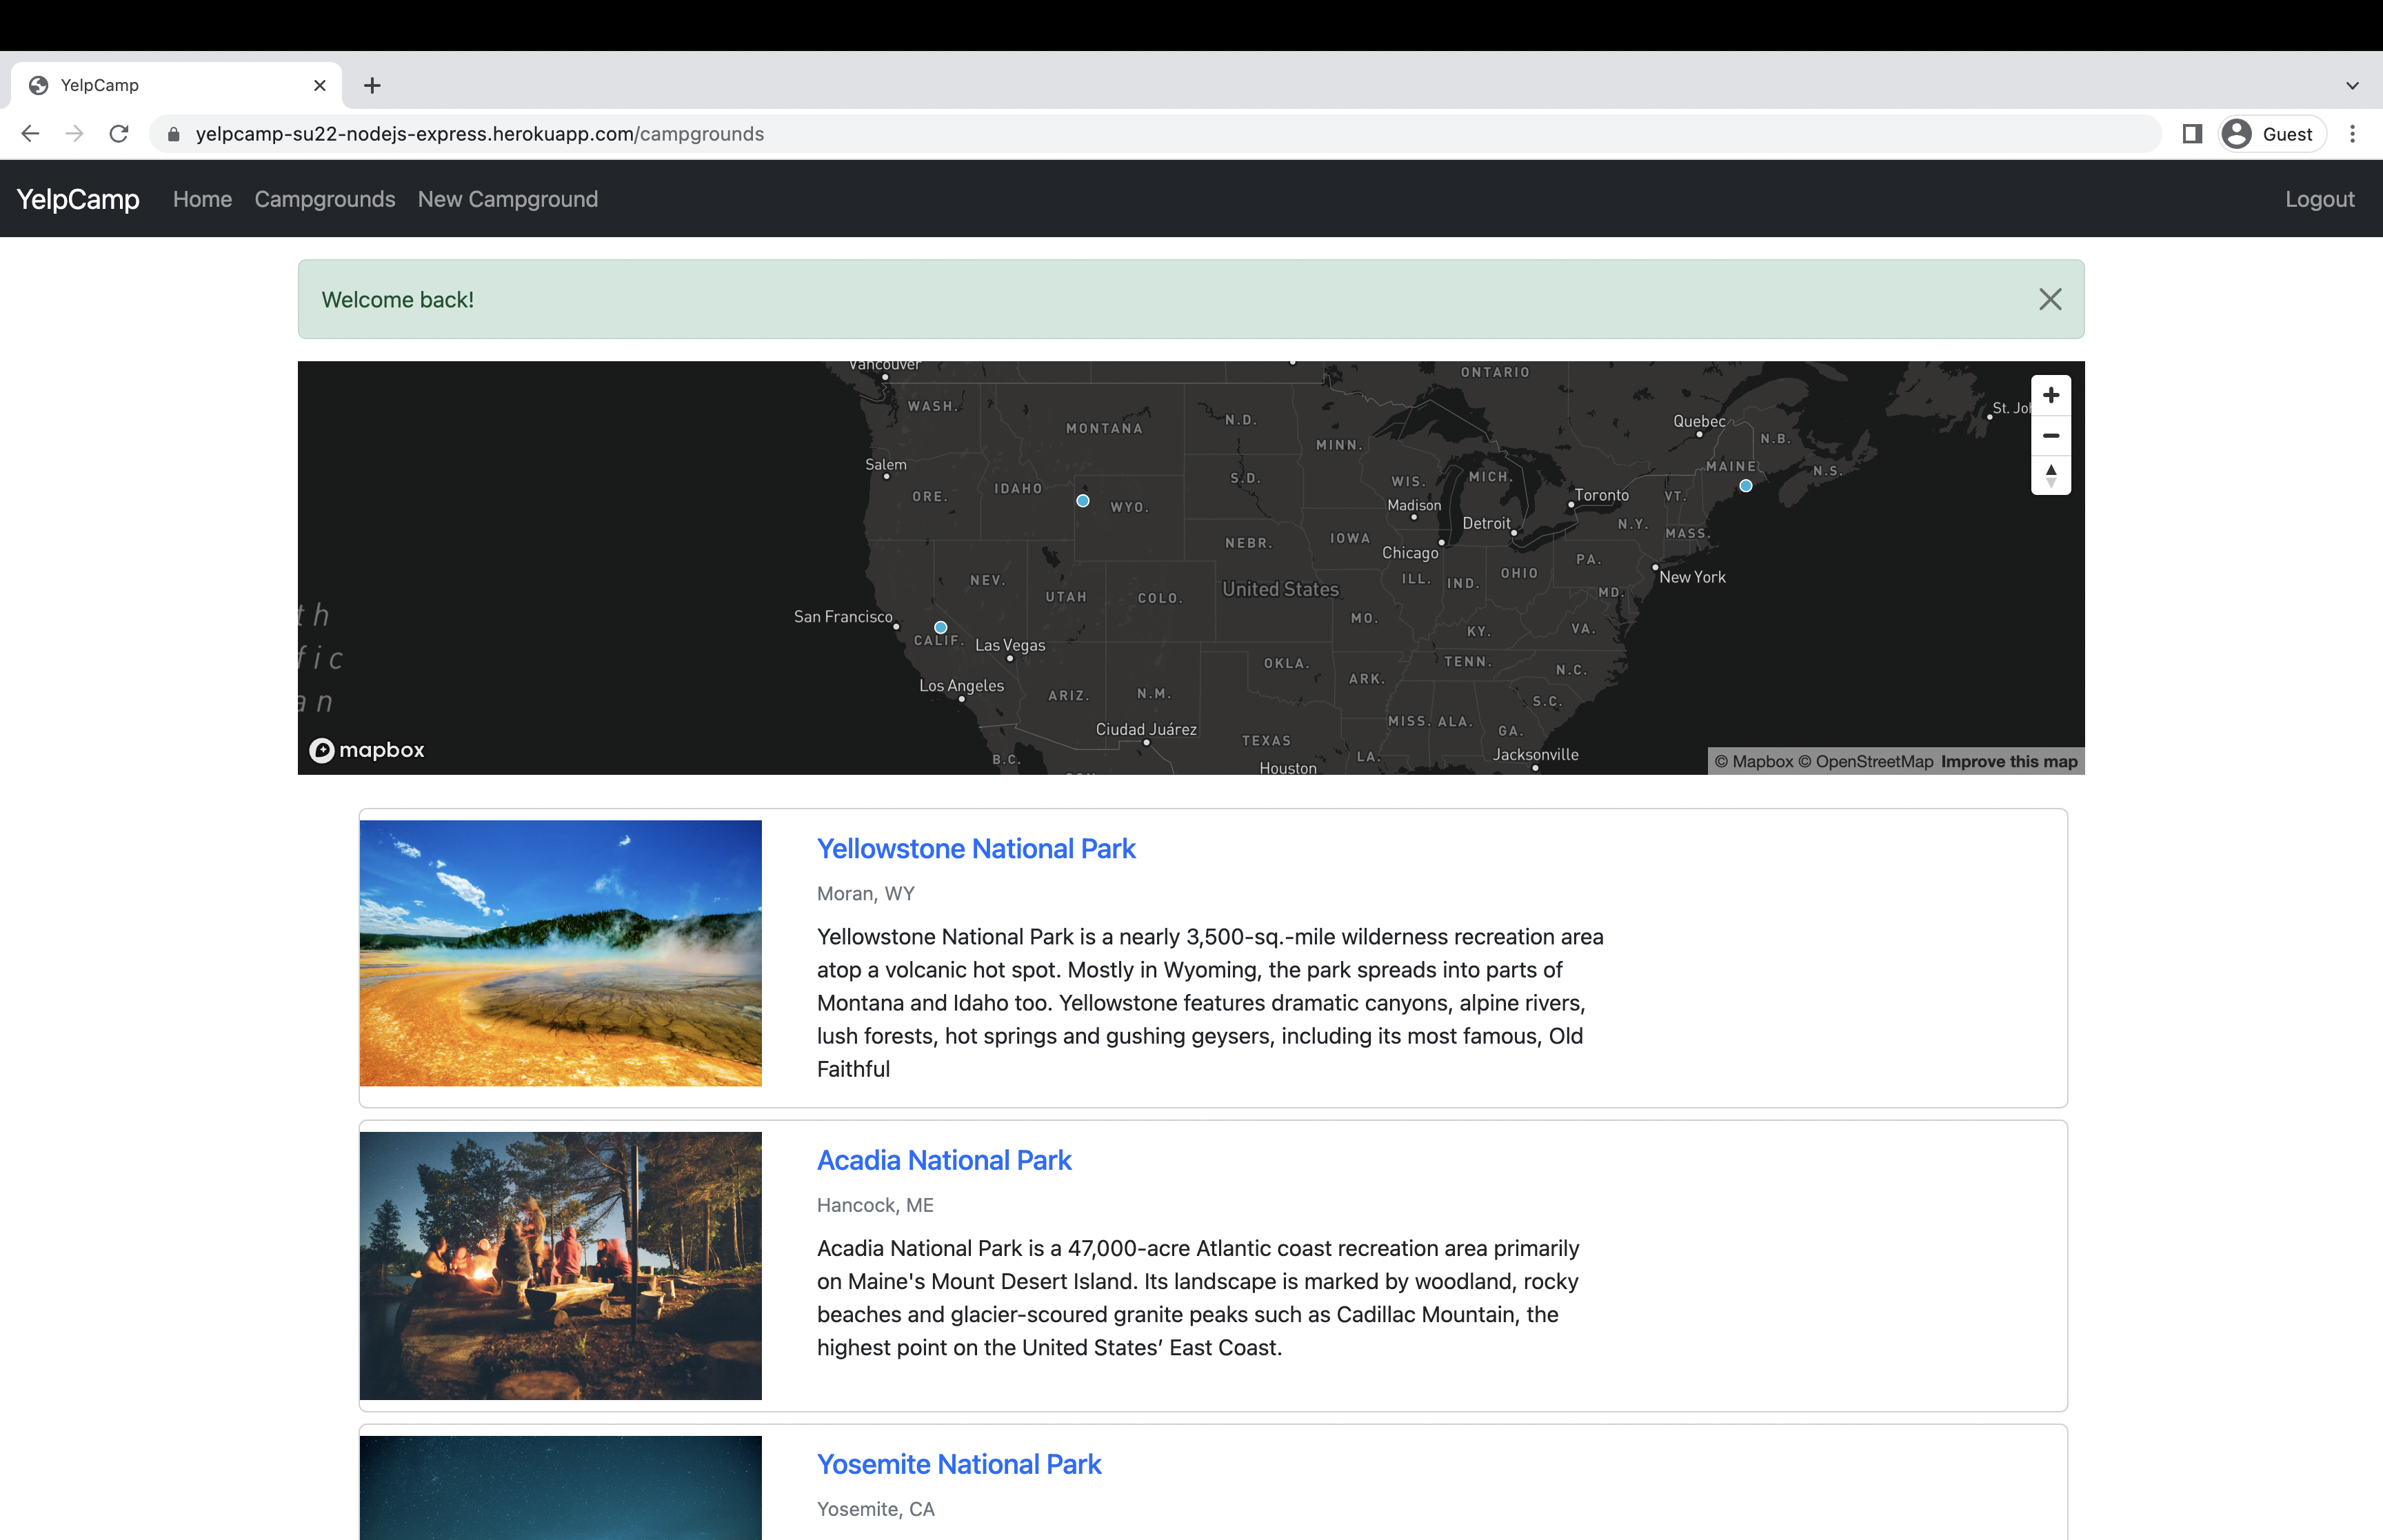 YelpCamp
yelpcamp-su22-nodejs-express.herokuapp.com/campgrounds
Guest
YelpCamp Home Campgrounds New Campground Logout
Welcome back!
Vancouver
ONTARIO
WASH.
St. Jo
N.D.
Quebec
MONTANA
N.B.
MINN.
Salem
MAINE
N.S.
MICH.
S.D.
WIS.
IDAHO
ORE.
Toronto
VT.
Madison
WYO.
Detroit
N.Y.
MASS.
IOWA
NEBR.
Chicago
PA.
OHIO
New York
NEV.
ILL.
IND.
United States
MD.
UTAH
COLO.
th
San Francisco
MO.
VA.
KY.
CALIF.
Las Vegas
fic
TENN.
OKLA.
N.C.
ARK.
Los Angeles
ARIZ.
N.M.
an
S.C.
MISS.
ALA.
Ciudad Juárez
GA.
TEXAS
mapbox
Jacksonville
LA.
B.C.
Houston
© Mapbox © OpenStreetMap Improve this map
Yellowstone National Park
Moran, WY
Yellowstone National Park is a nearly 3,500-sq.-mile wilderness recreation area
atop a volcanic hot spot. Mostly in Wyoming, the park spreads into parts of
Montana and Idaho too. Yellowstone features dramatic canyons, alpine rivers,
lush forests, hot springs and gushing geysers, including its most famous, Old
Faithful
Acadia National Park
Hancock, ME
Acadia National Park is a 47,000-acre Atlantic coast recreation area primarily
on Maine's Mount Desert Island. Its landscape is marked by woodland, rocky
beaches and glacier-scoured granite peaks such as Cadillac Mountain, the
highest point on the United States’ East Coast.
Yosemite National Park
Yosemite, CA